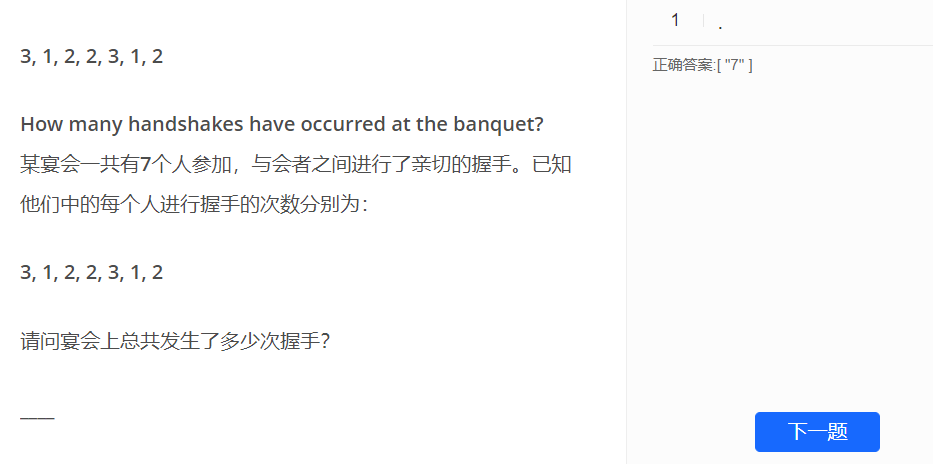 3, 1, 2, 2, 3, 1, 2
How many handshakes have occurred at the banquet?
某宴会一共有7个人参加，与会者之间进行了亲切的握手。已知
他们中的每个人进行握手的次数分别为：
3, 1, 2, 2, 3, 1, 2
请问宴会上总共发生了多少次握手？
___
1 .
正确答案:[ "7" ]
下一题